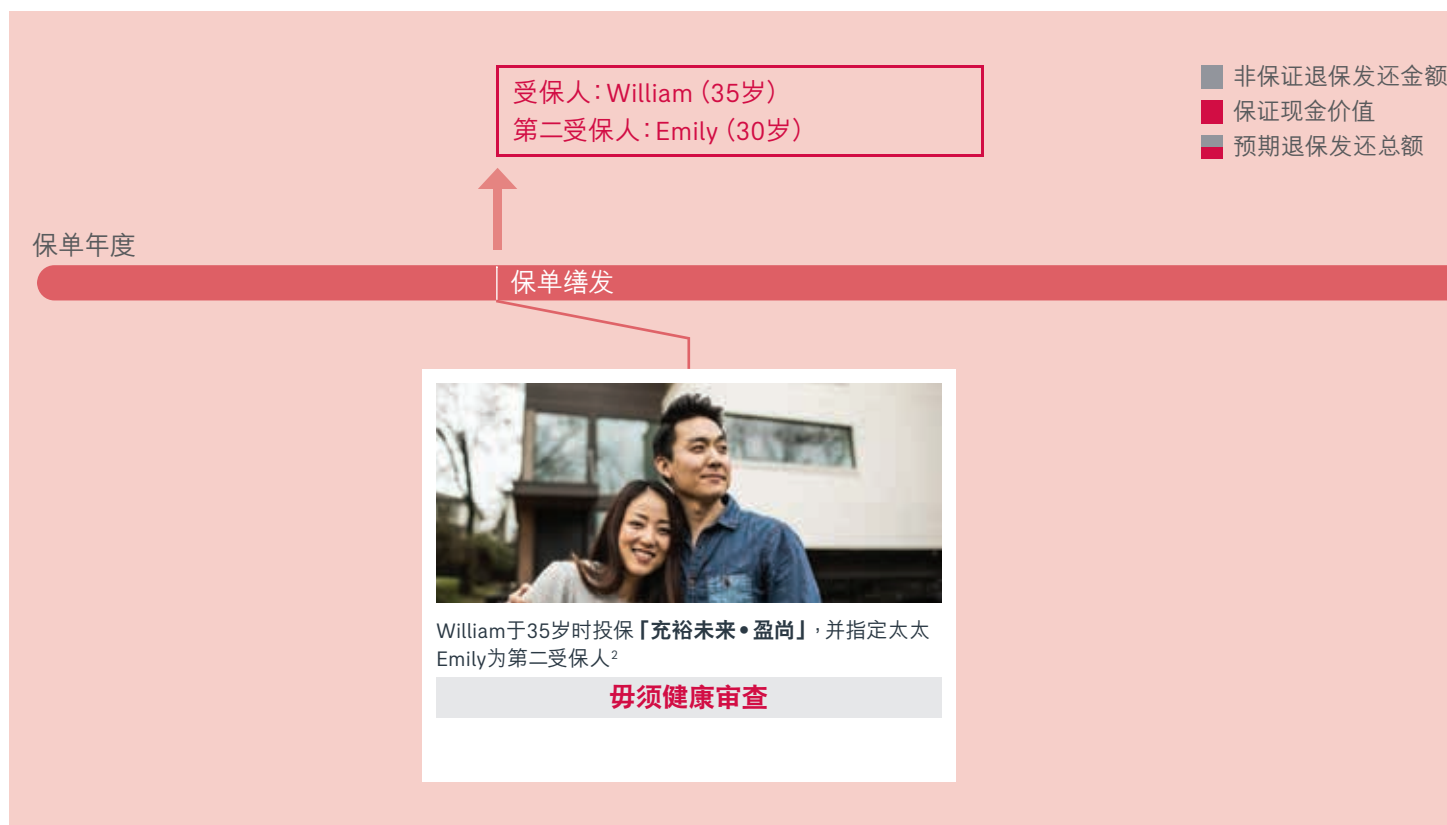 受保人：William（35岁）
第二受保人：Emily（30岁）
非保证退保发还金额
保证现金价值
预期退保发还总额
保单年度
保单缮发
William于35岁时投保「充裕未来•盈尚」，并指定太太
Emily为第二受保人²
毋须健康审查